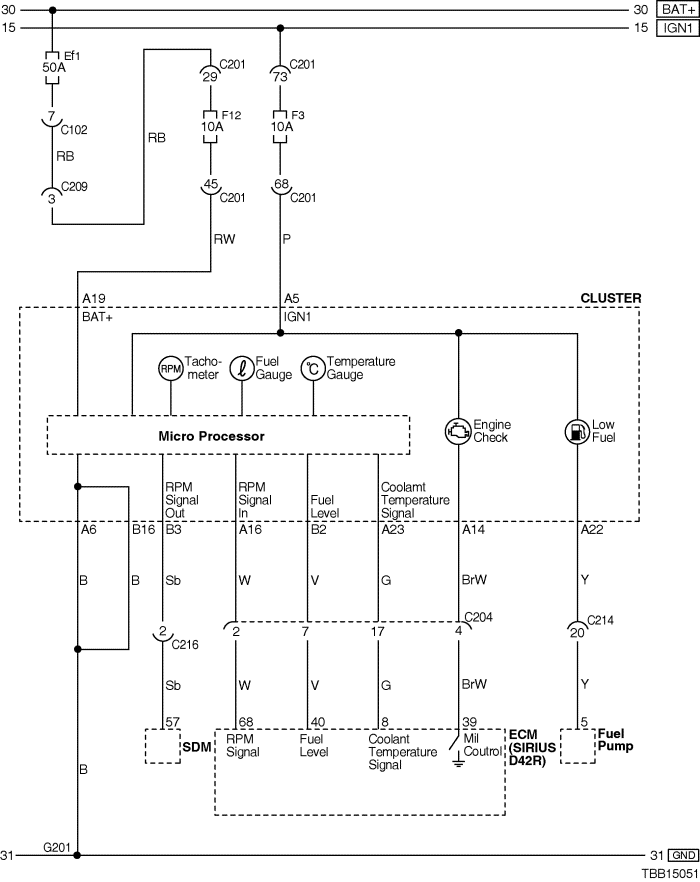 30 30 BAT+
15 15 IGN1
Ef1
50A
C201
29
C201
73
7
C102
F12
10A
F3
10A
RB
RB
C209
3
45
C201
68
C201
RW
P
A19
A5
CLUSTER
BAT+
IGN1
RPM
Tacho-
meter
ℓ
Fuel
Gauge
°C
Temperature
Gauge
Micro Processor
Engine
Check
Low
Fuel
RPM
Signal
Out
RPM
Signal
In
Fuel
Level
Coolamt
Temperature
Signal
A6 B16 B3 A16 B2 A23 A14 A22
B B Sb W V G BrW Y
C204
C214
2
C216
2 7 17 4
20
Sb W V G BrW Y
57 68 40 8 39 5
SDM
RPM
Signal
Fuel
Level
Coolant
Temperature
Signal
Mil
Coutrol
ECM
(SIRIUS
D42R)
Fuel
Pump
B
G201
31 31 GND
TBB15051